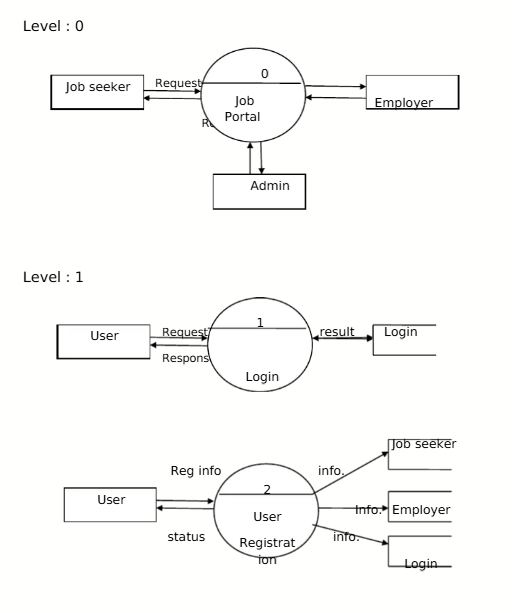 Level : 0
Job seeker
Request
0
Job
Portal
Employer
Admin
Level : 1
User
Request
Respons
1
Login
result
Login
User
Reg info
status
2
User
Registrat
ion
info.
Info.
info.
Job seeker
Employer
Login